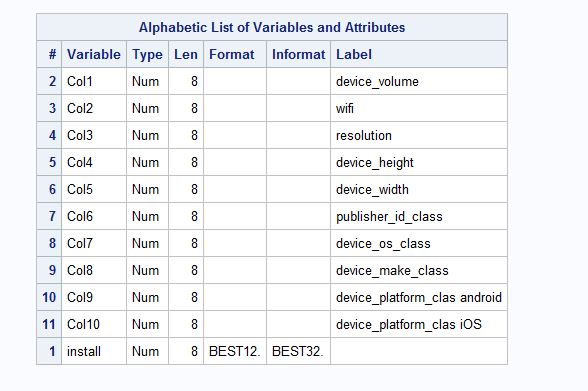 Alphabetic List of Variables and Attributes
# Variable Type Len Format Informat Label
2 Col1 Num 8 device_volume
3 Col2 Num 8 wifi
4 Col3 Num 8 resolution
5 Col4 Num 8 device_height
6 Col5 Num 8 device_width
7 Col6 Num 8 publisher_id_class
8 Col7 Num 8 device_os_class
9 Col8 Num 8 device_make_class
10 Col9 Num 8 device_platform_clas android
11 Col10 Num 8 device_platform_clas iOS
1 install Num 8 BEST12. BEST32.